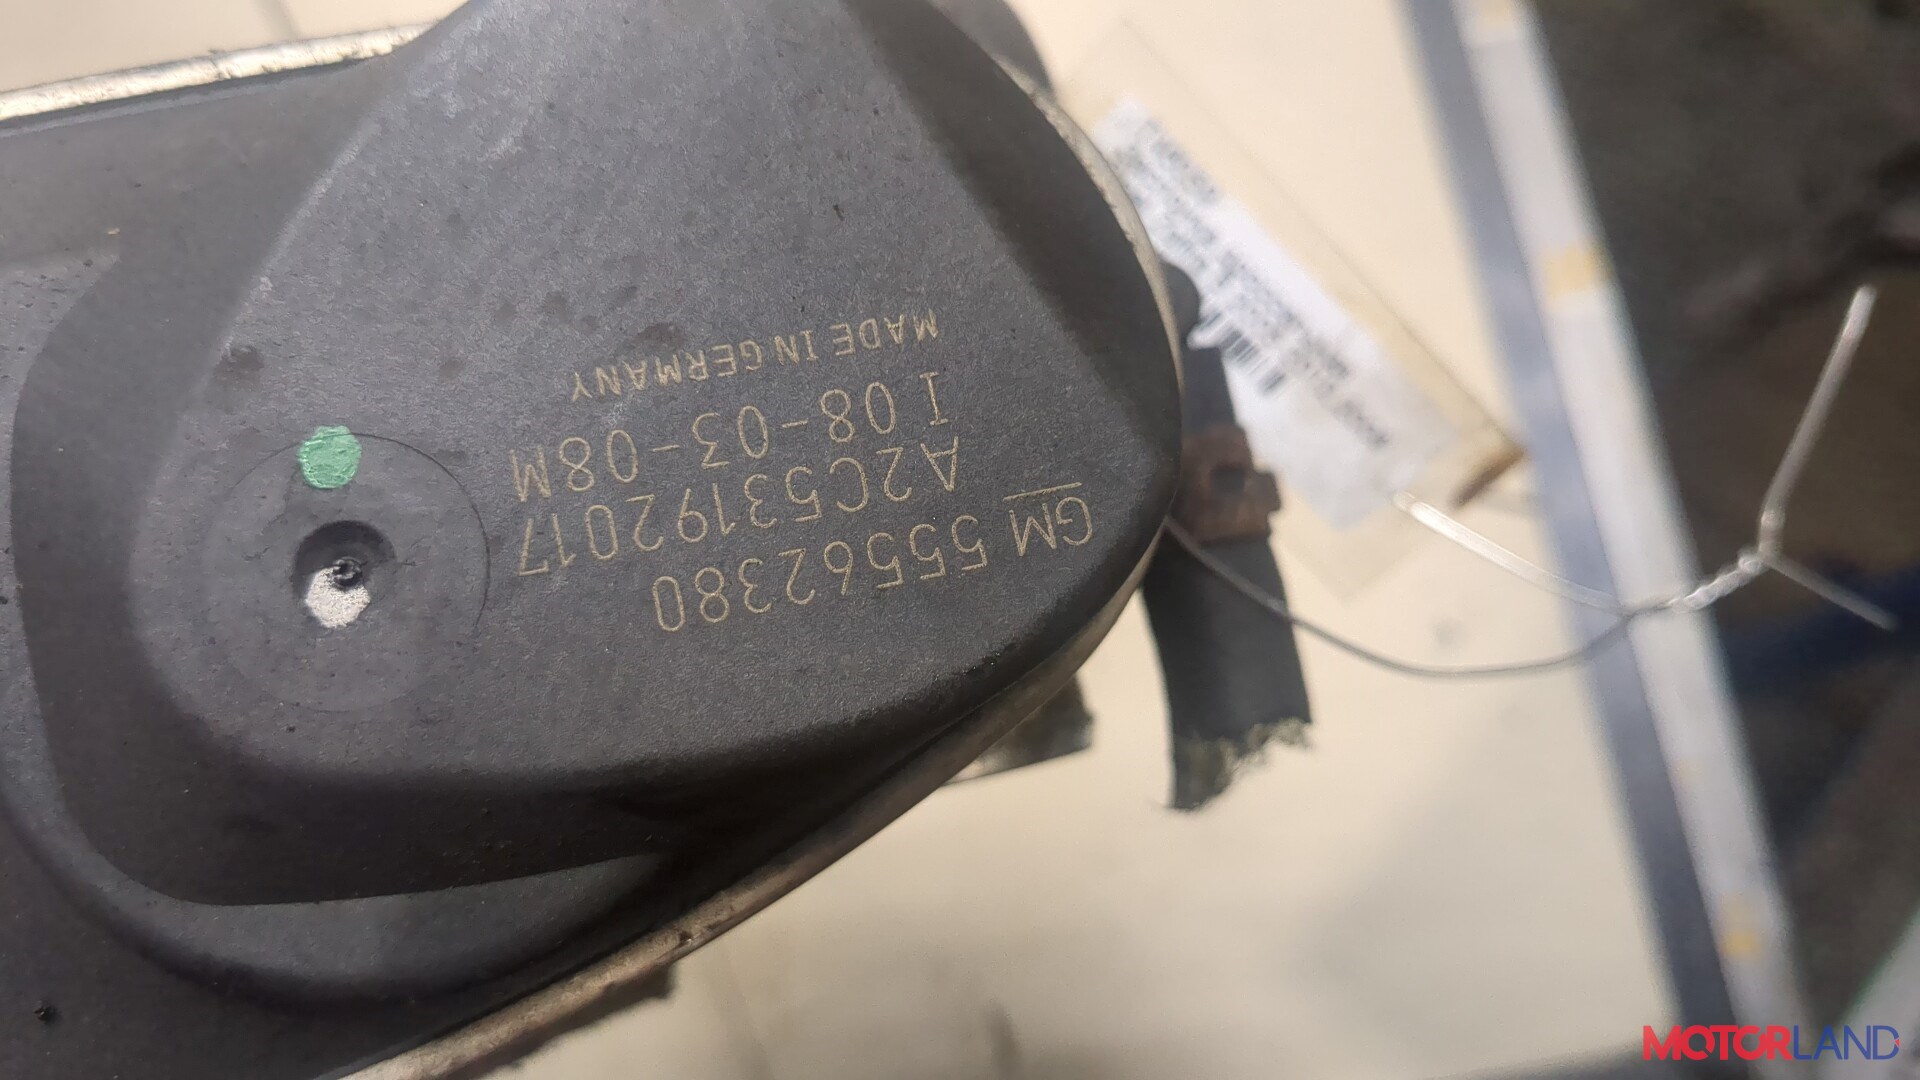 GM 55562380
A2C53192017
I 08-03-08M
MADE IN GERMANY
MOTORLAND